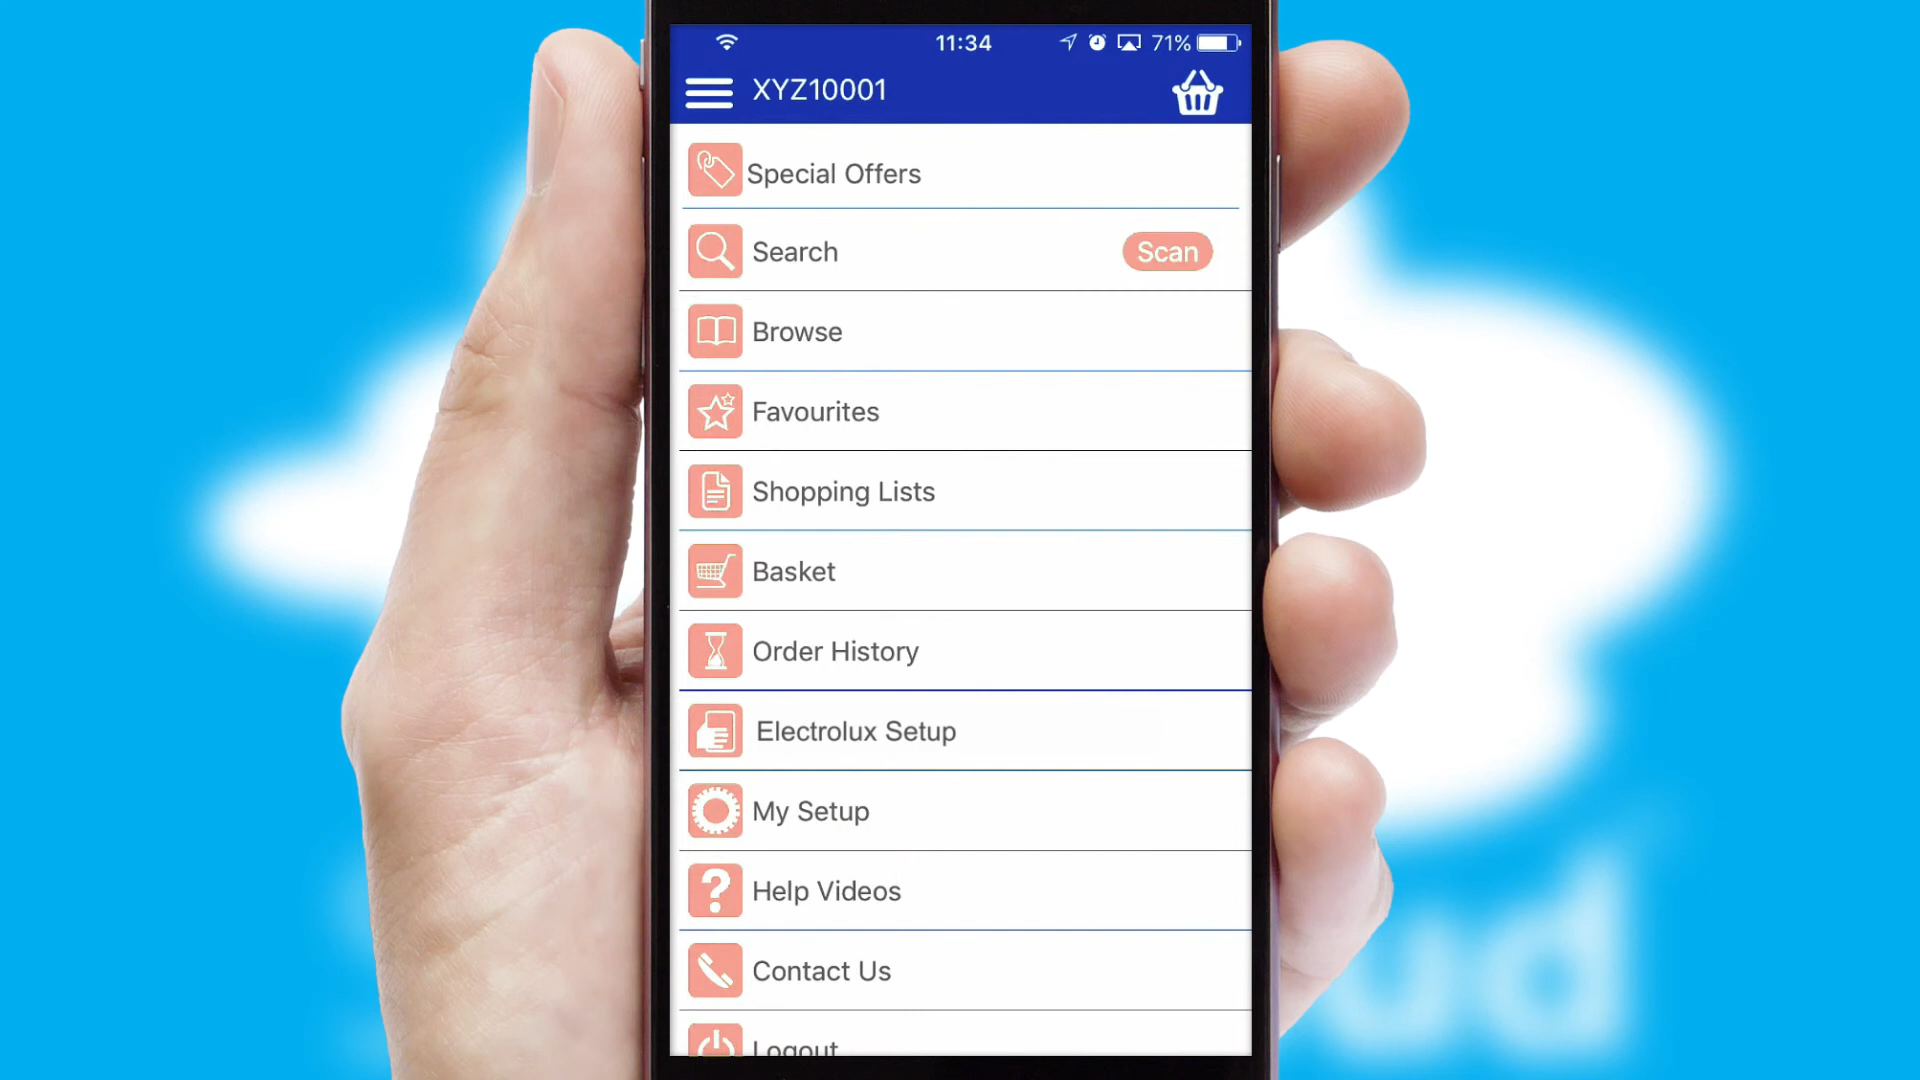 11:34
71%
XYZ10001
Special Offers
Search
Scan
Browse
Favourites
Shopping Lists
Basket
Order History
Electrolux Setup
My Setup
Help Videos
Contact Us
Logout
ud